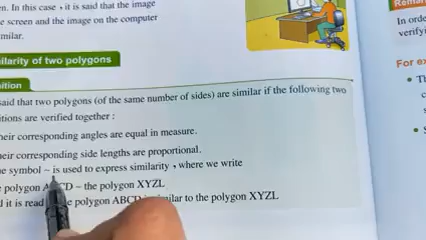 en. In this case , it is said that the image
e screen and the image on the computer
milar.
ilarity of two polygons
ition
said that two polygons (of the same number of sides) are similar if the following two
itions are verified together :
heir corresponding angles are equal in measure.
heir corresponding side lengths are proportional.
he symbol ~ is used to express similarity , where we write
e polygon A CD ~ the polygon XYZL
d it is read e polygon ABCD milar to the polygon XYZL
Remar
In orde
verify
For ex